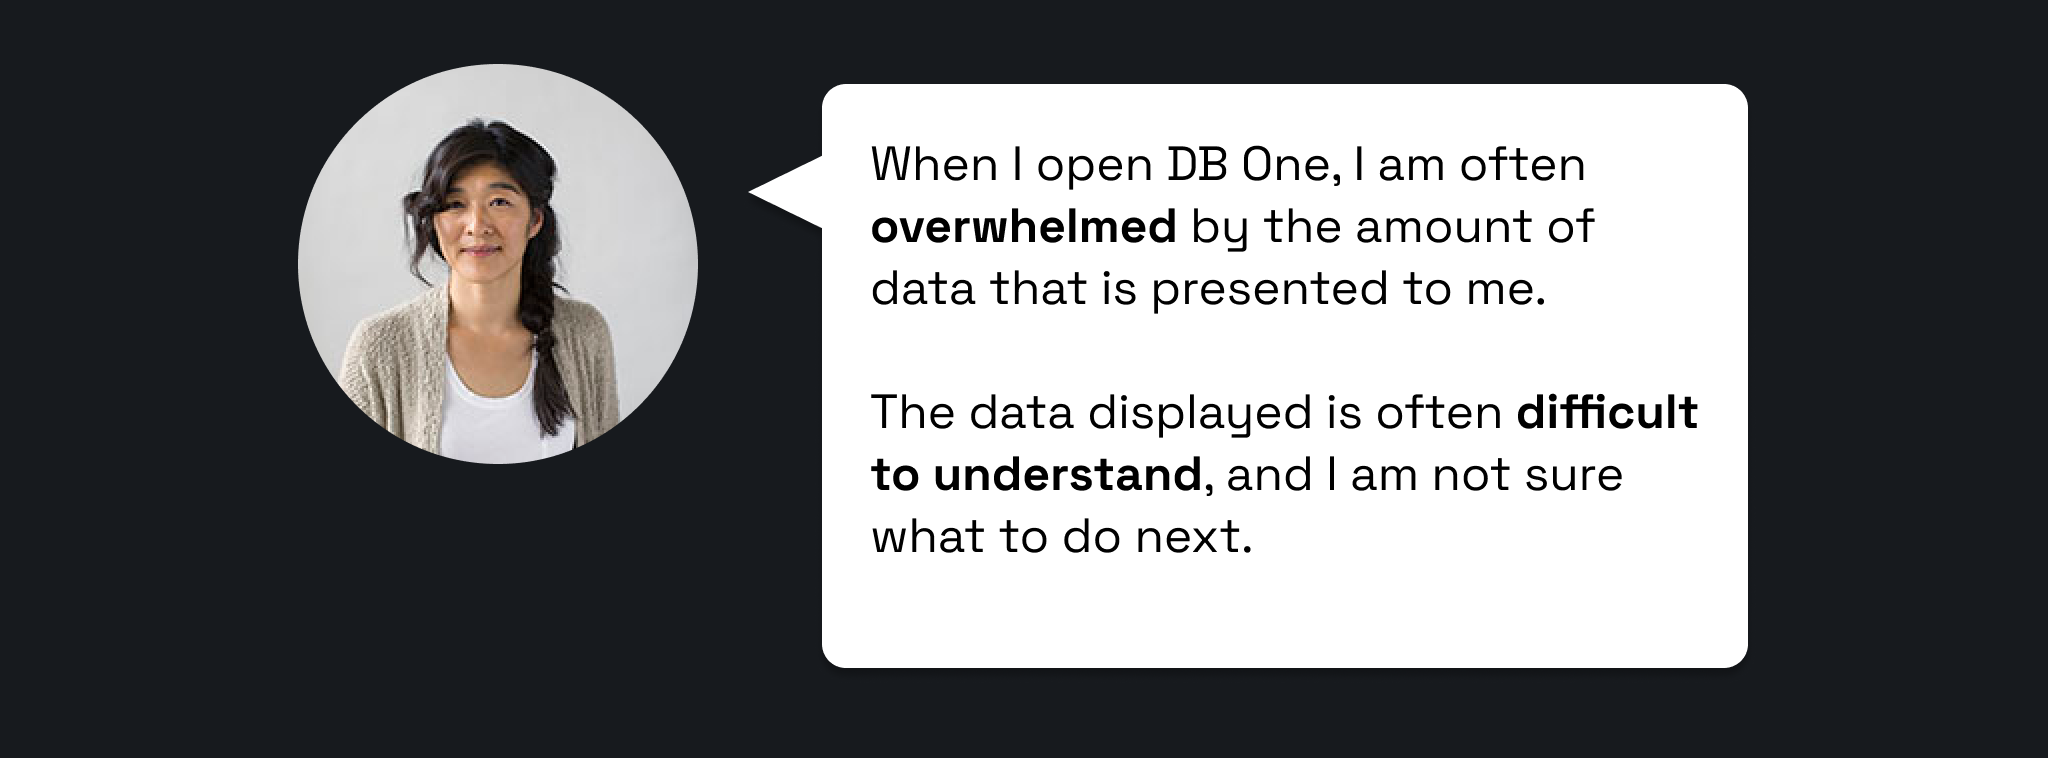 When I open DB One, I am often
overwhelmed by the amount of
data that is presented to me.
The data displayed is often difficult
to understand, and I am not sure
what to do next.